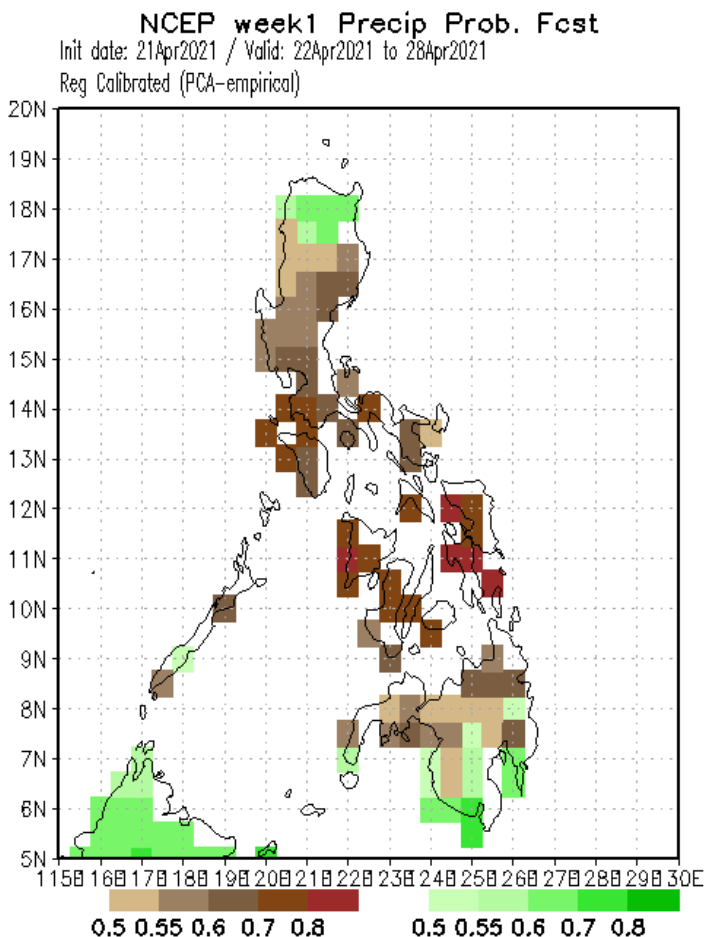 NCEP week1 Precip Prob. Fcst
Init date: 21Apr2021 / Valid: 22Apr2021 to 28Apr2021
Reg Calibrated (PCA-empirical)
20N
19N
18N
17N
16N
15N
14N
13N
12N
11N
10N
9N
8N
7N
6N
5N
115E 116E 117E 118E 119E 120E 121E 122E 123E 124E 125E 126E 127E 128E 129E 130E
0.5 0.55 0.6 0.7 0.8 0.5 0.55 0.6 0.7 0.8